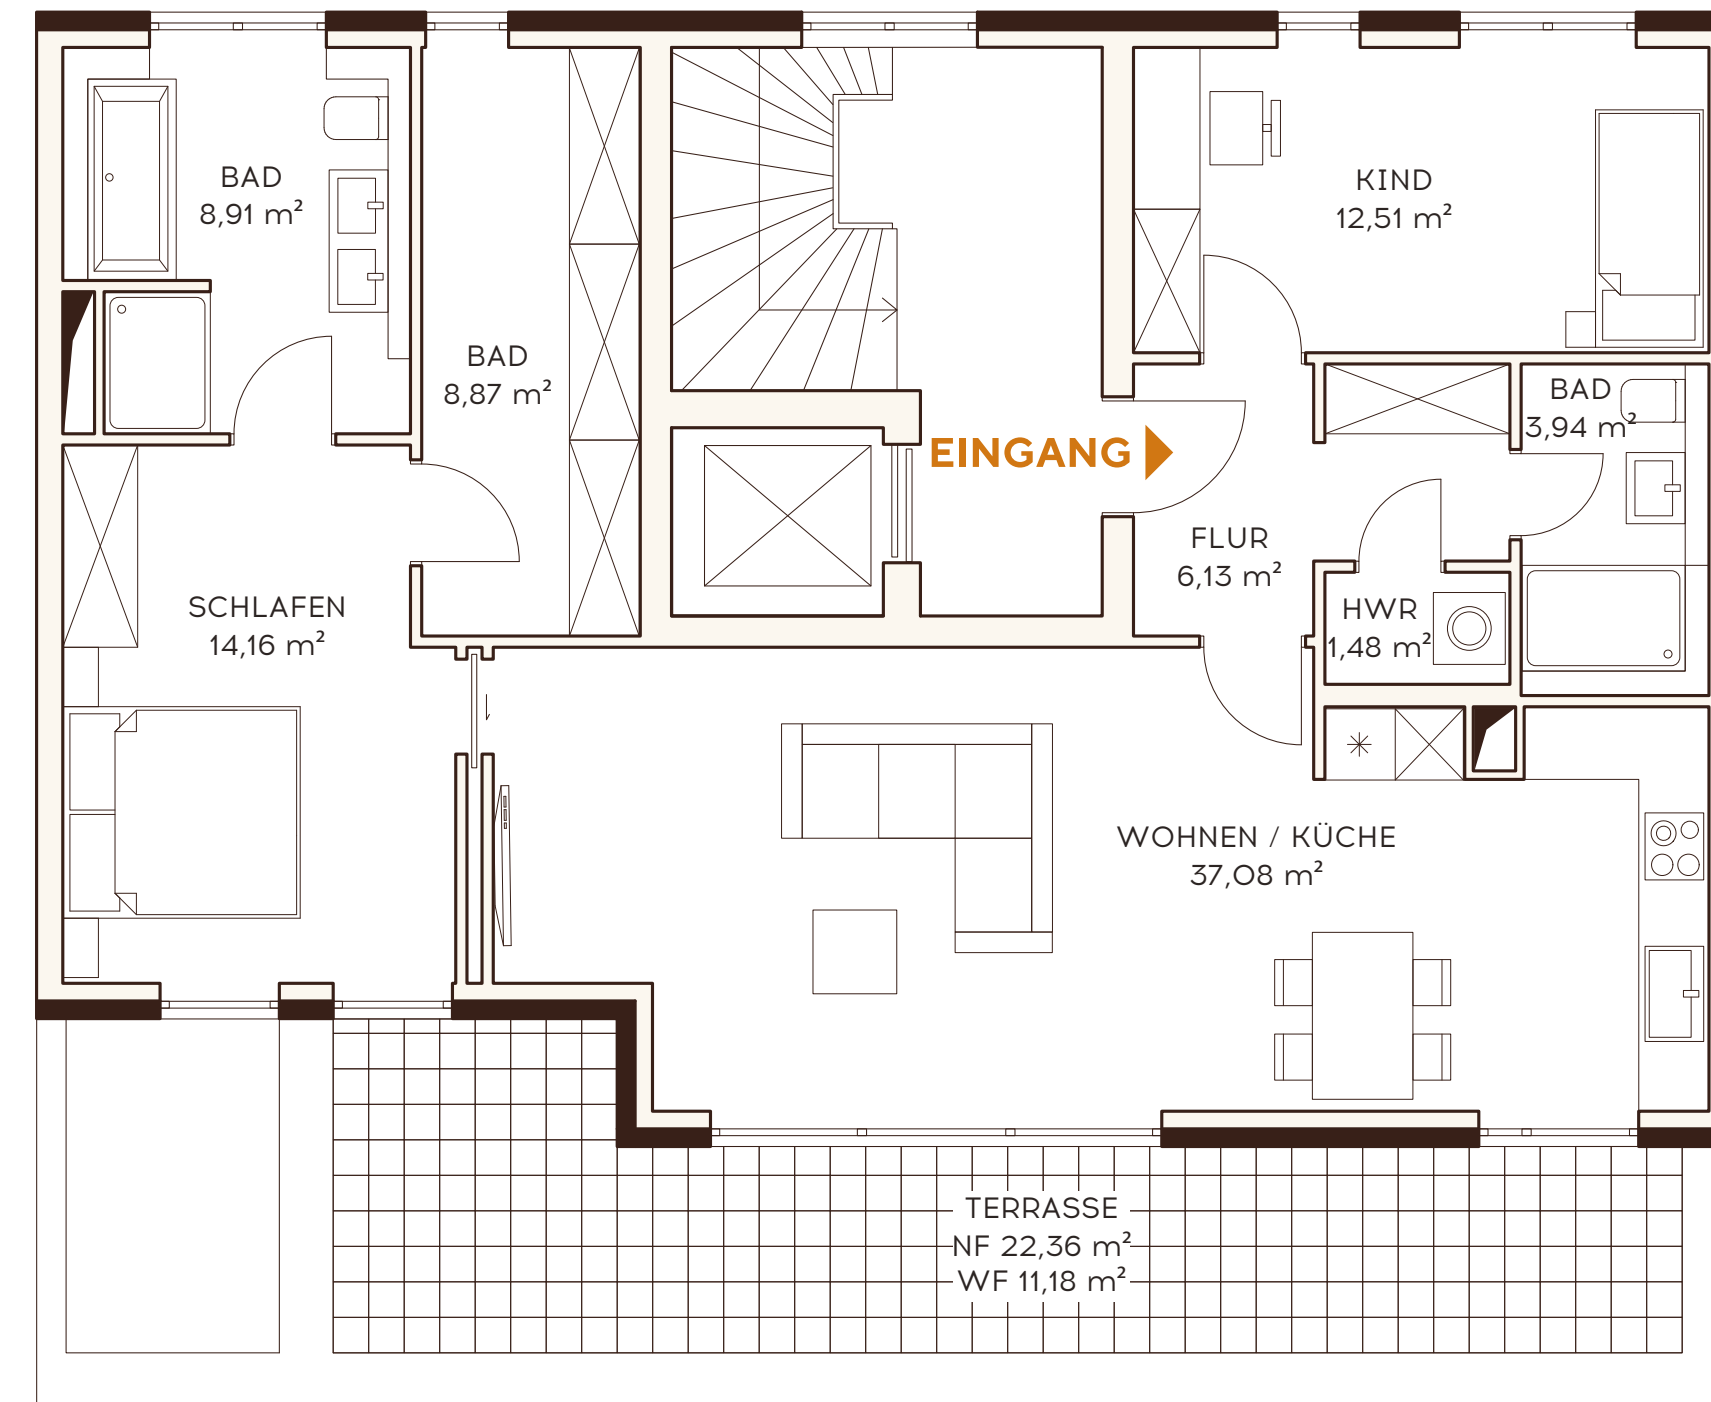 BAD
8,91 m²
KIND
12,51 m²
BAD
8,87 m²
BAD
3,94 m²
EINGANG
FLUR
6,13 m²
SCHLAFEN
14,16 m²
HWR
1,48 m²
WOHNEN / KÜCHE
37,08 m²
TERRASSE
NF 22,36 m²
WF 11,18 m²